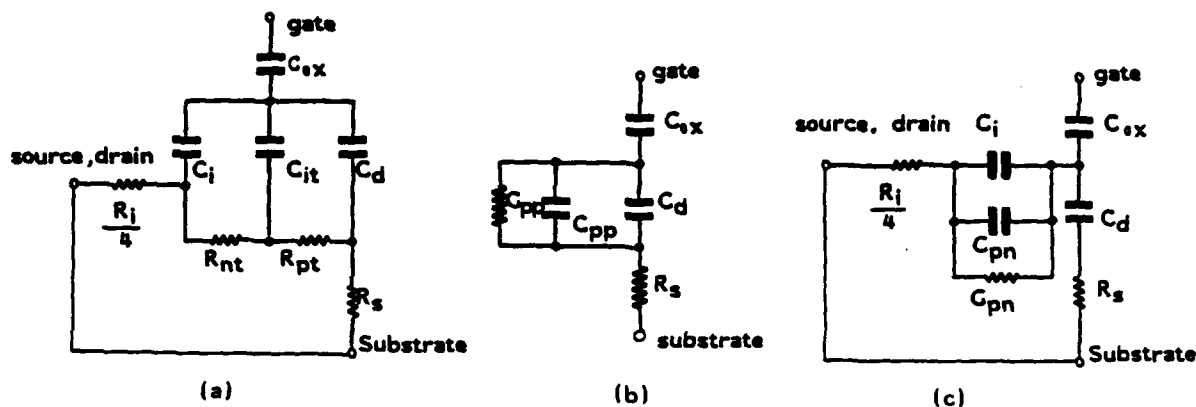 gate
C_ox
source, drain
C_i
C_it
C_d
R_i
4
R_nt
R_pt
R_s
Substrate
(a)
gate
C_ox
C_pp
C_pp
C_d
R_s
substrate
(b)
gate
source, drain
C_i
C_ox
R_i
4
C_pn
C_d
G_pn
R_s
Substrate
(c)